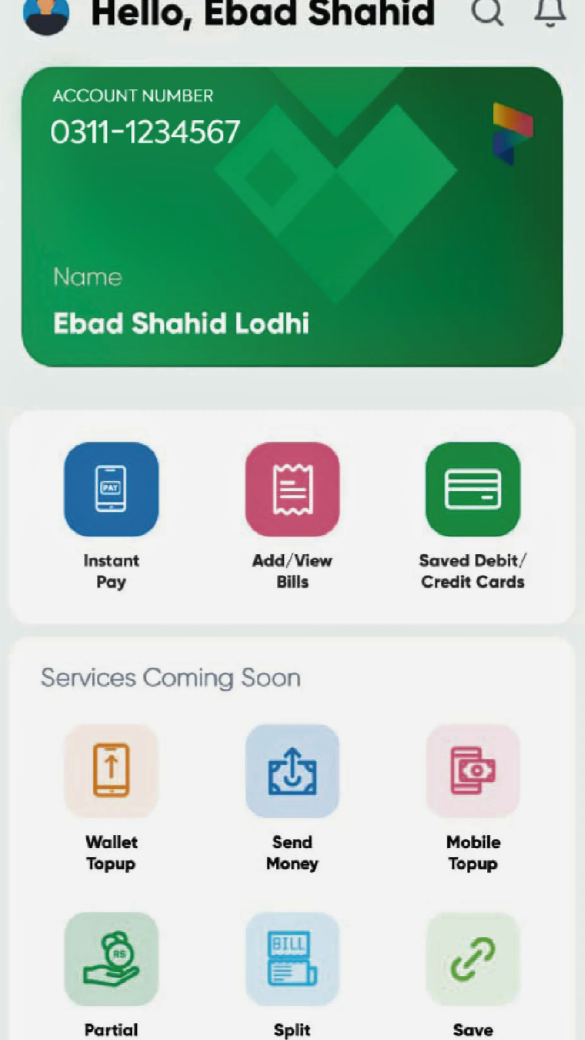 Hello, Ebad Shahid
ACCOUNT NUMBER
0311-1234567
Name
Ebad Shahid Lodhi
PAY
Instant
Pay
Add/View
Bills
Saved Debit/
Credit Cards
Services Coming Soon
Wallet
Topup
Send
Money
Mobile
Topup
RS
BILL
Partial
Split
Save